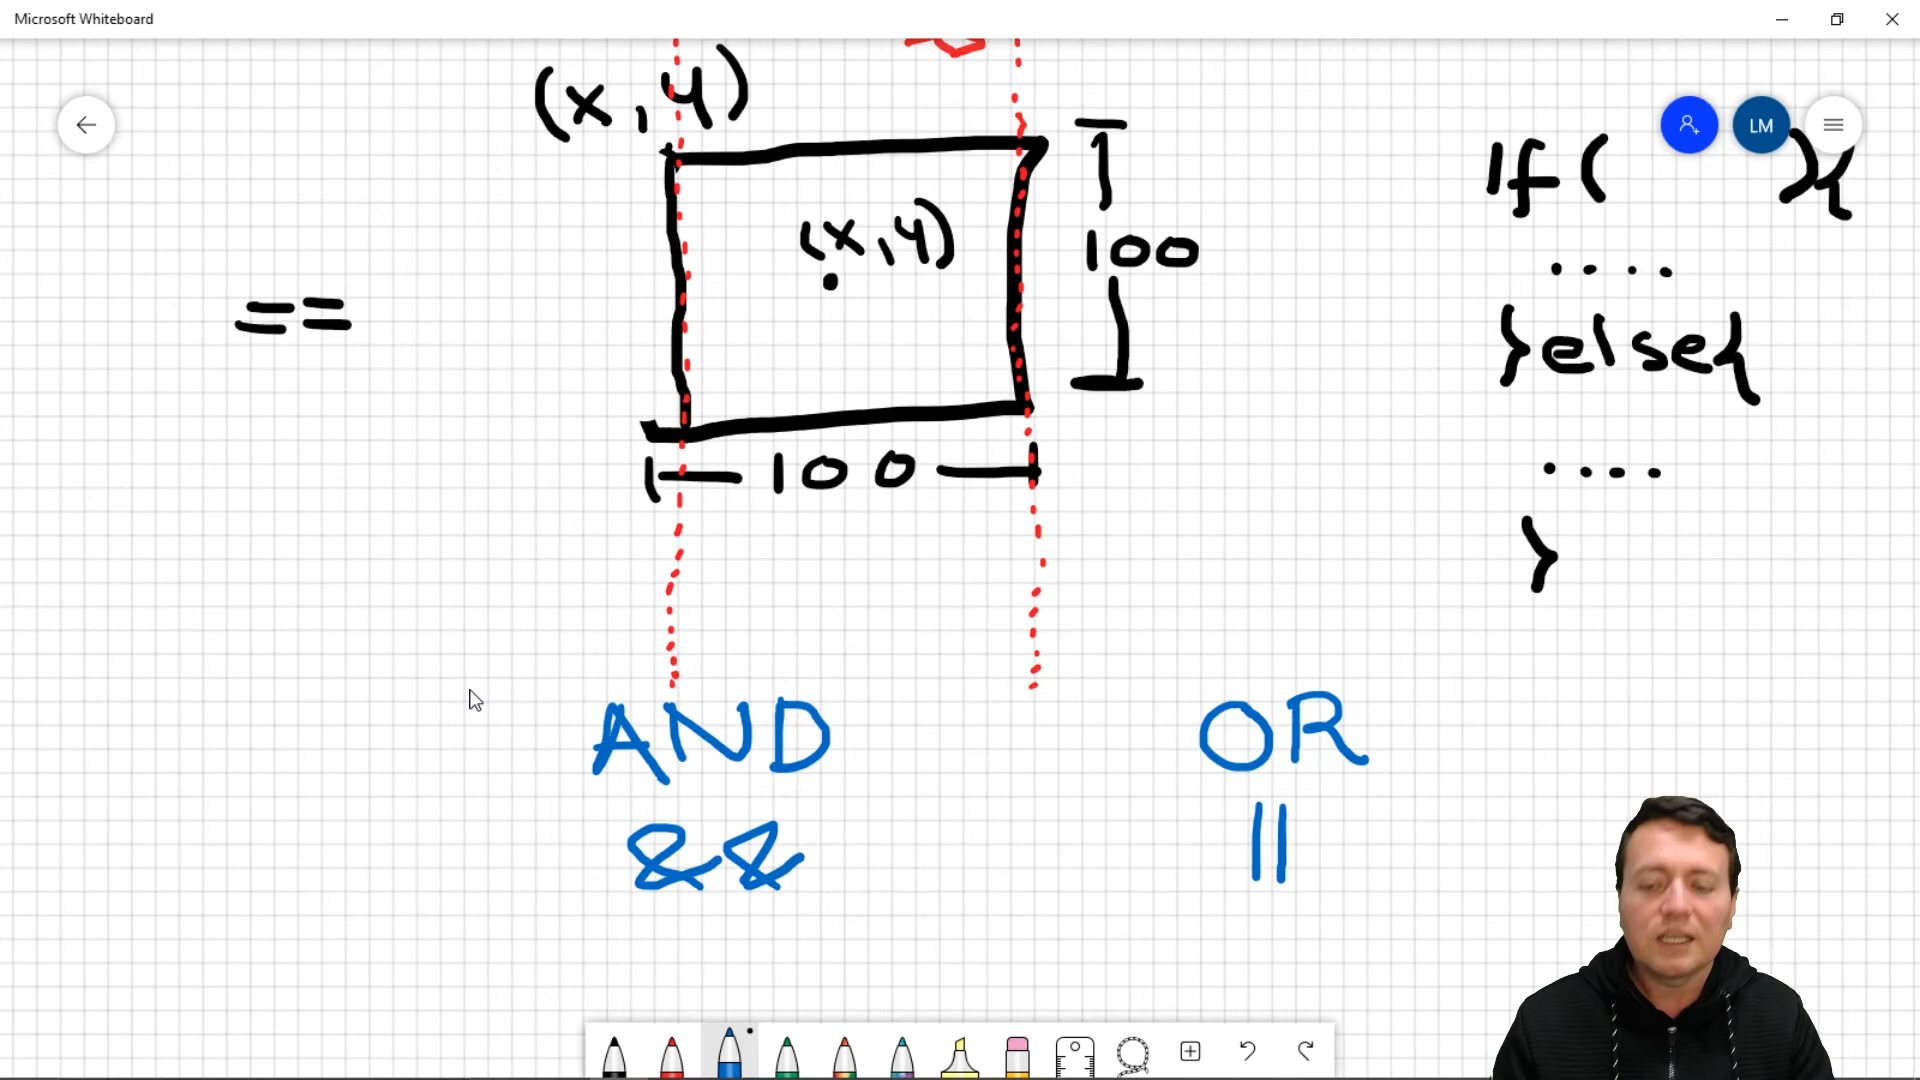 Microsoft Whiteboard
(x,y)
LM
If( ){
(x,y)
100
....
==
}else{
100
....
}
AND
OR
&&
||